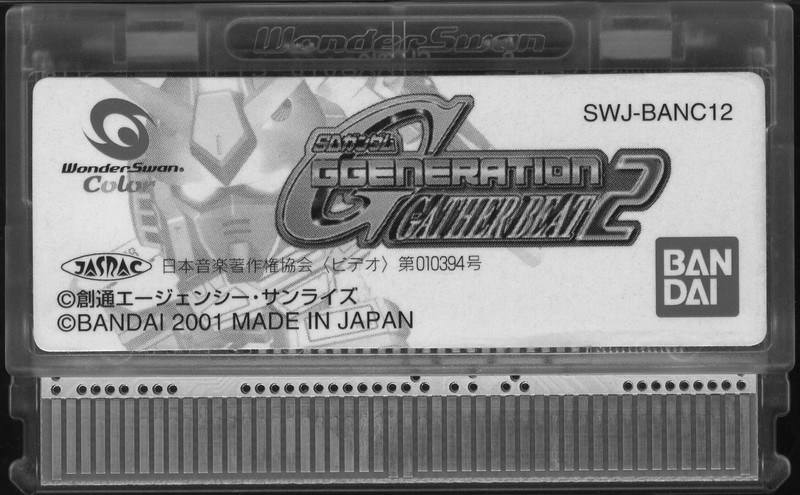 WonderSwan
SWJ-BANC12
WonderSwan
Color
SDガンダム
GGENERATION
GATHER BEAT 2
JASRAC
日本音楽著作権協会〈ビデオ〉第010394号
BAN
DAI
©創通エージェンシー・サンライズ
©BANDAI 2001 MADE IN JAPAN